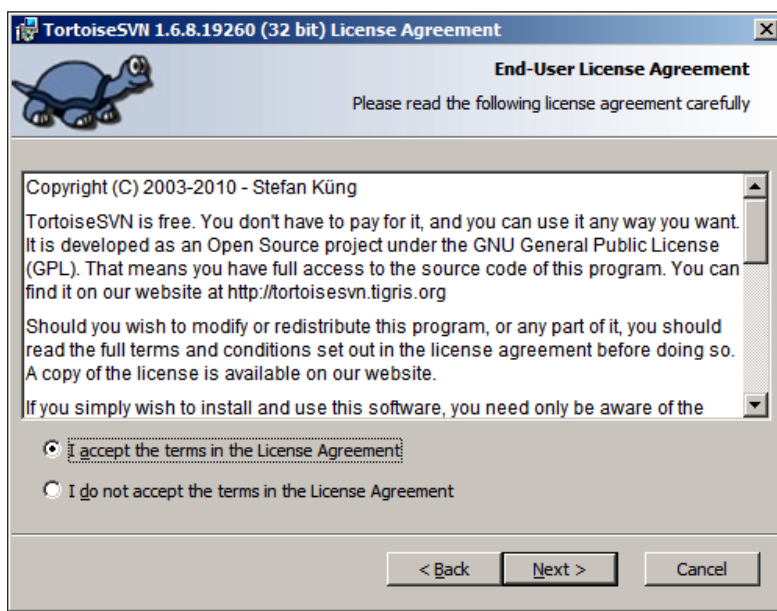 TortoiseSVN 1.6.8.19260 (32 bit) License Agreement
End-User License Agreement
Please read the following license agreement carefully
Copyright (C) 2003-2010 - Stefan Küng
TortoiseSVN is free. You don't have to pay for it, and you can use it any way you want.
It is developed as an Open Source project under the GNU General Public License
(GPL). That means you have full access to the source code of this program. You can
find it on our website at http://tortoisesvn.tigris.org
Should you wish to modify or redistribute this program, or any part of it, you should
read the full terms and conditions set out in the license agreement before doing so.
A copy of the license is available on our website.
If you simply wish to install and use this software, you need only be aware of the
I accept the terms in the License Agreement
I do not accept the terms in the License Agreement
< Back Next > Cancel